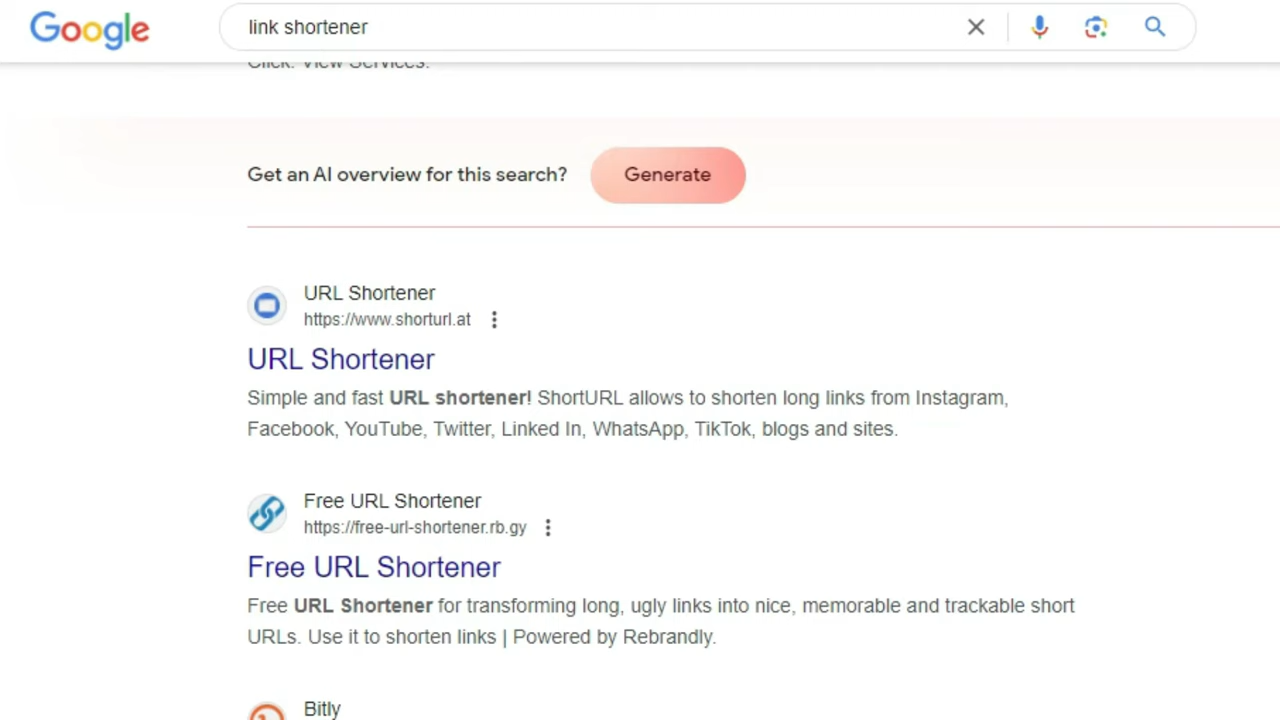 Google
link shortener
Click. View Services.
Get an AI overview for this search?
Generate
URL Shortener
https://www.shorturl.at
URL Shortener
Simple and fast URL shortener! ShortURL allows to shorten long links from Instagram,
Facebook, YouTube, Twitter, Linked In, WhatsApp, TikTok, blogs and sites.
Free URL Shortener
https://free-url-shortener.rb.gy
Free URL Shortener
Free URL Shortener for transforming long, ugly links into nice, memorable and trackable short
URLs. Use it to shorten links | Powered by Rebrandly.
Bitly